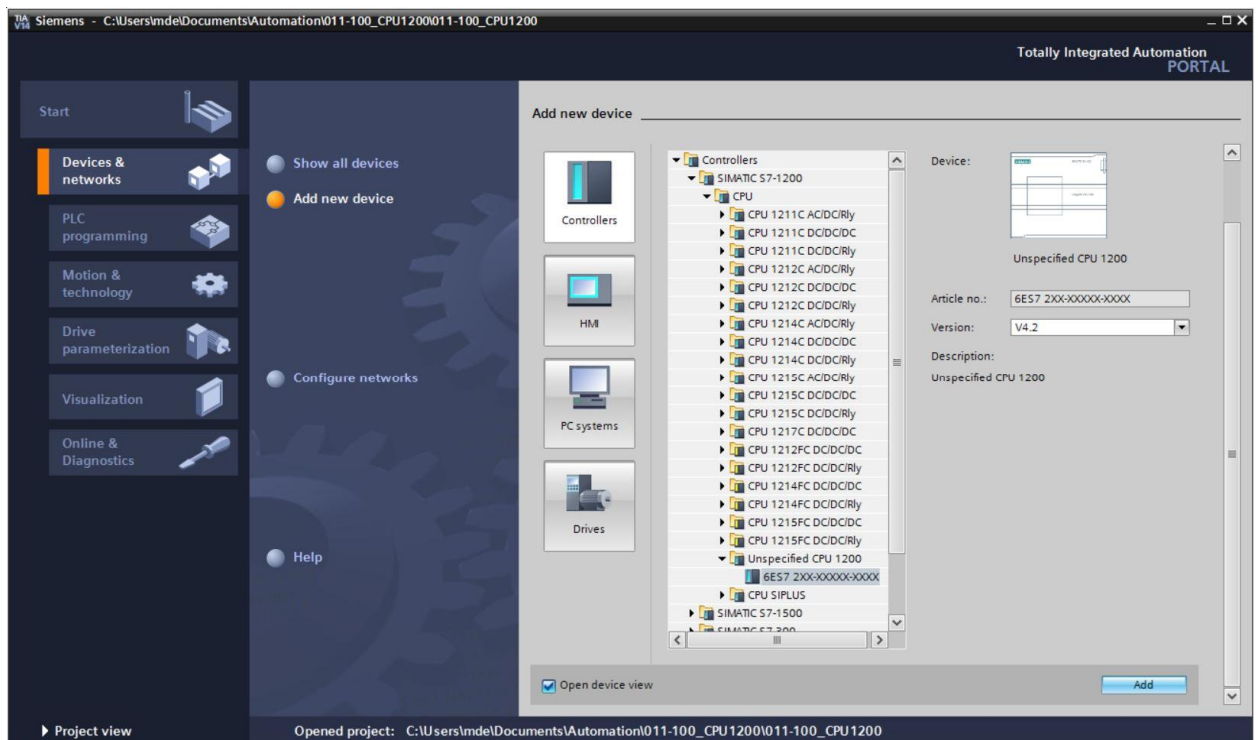 TIA V14 Siemens - C:\Users\mde\Documents\Automation\011-100_CPU1200\011-100_CPU1200
Totally Integrated Automation
PORTAL
Start
Devices &
networks
PLC
programming
Motion &
technology
Drive
parameterization
Visualization
Online &
Diagnostics
Show all devices
Add new device
Configure networks
Help
Add new device
Controllers
HMI
PC systems
Drives
Controllers
SIMATIC S7-1200
CPU
CPU 1211C AC/DC/Rly
CPU 1211C DC/DC/DC
CPU 1211C DC/DC/Rly
CPU 1212C AC/DC/Rly
CPU 1212C DC/DC/DC
CPU 1212C DC/DC/Rly
CPU 1214C AC/DC/Rly
CPU 1214C DC/DC/DC
CPU 1214C DC/DC/Rly
CPU 1215C AC/DC/Rly
CPU 1215C DC/DC/DC
CPU 1215C DC/DC/Rly
CPU 1217C DC/DC/DC
CPU 1212FC DC/DC/DC
CPU 1212FC DC/DC/Rly
CPU 1214FC DC/DC/DC
CPU 1214FC DC/DC/Rly
CPU 1215FC DC/DC/DC
CPU 1215FC DC/DC/Rly
Unspecified CPU 1200
6ES7 2XX-XXXXX-XXXX
CPU SIPLUS
SIMATIC S7-1500
SIMATIC S7-300
Device:
Unspecified CPU 1200
Article no.: 6ES7 2XX-XXXXX-XXXX
Version: V4.2
Description:
Unspecified CPU 1200
Open device view
Add
Project view
Opened project: C:\Users\mde\Documents\Automation\011-100_CPU1200\011-100_CPU1200